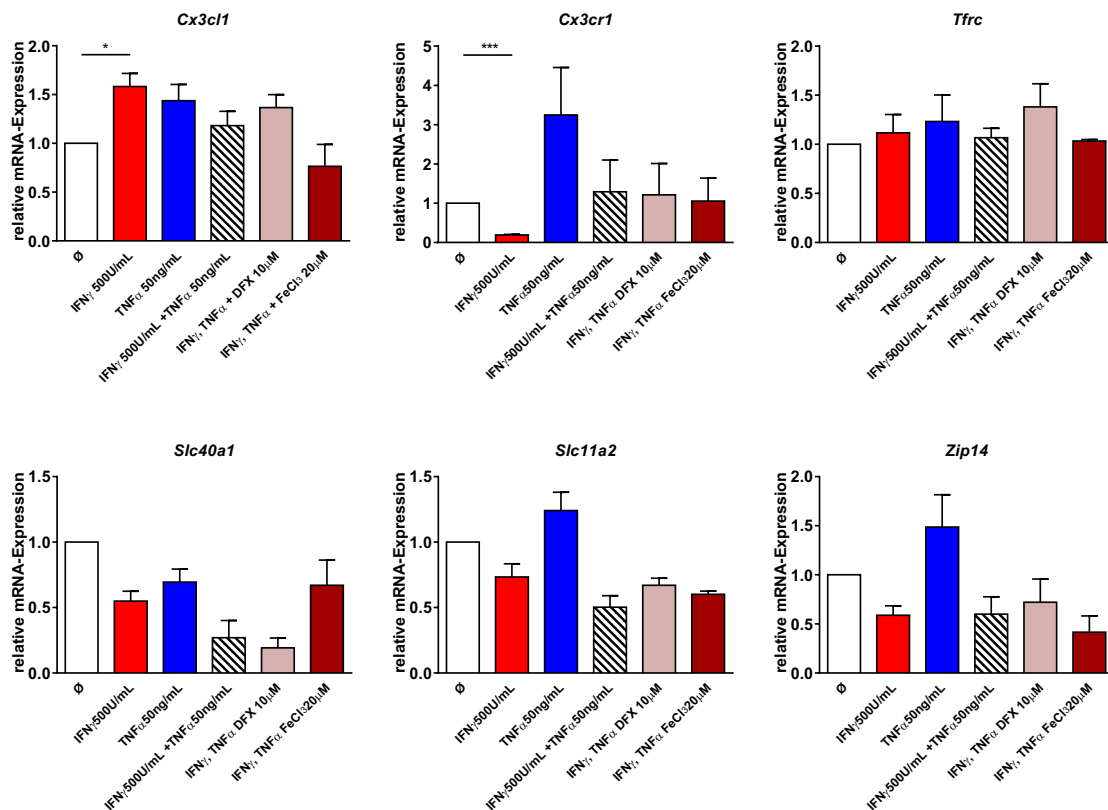 Cx3cl1
*
relative mRNA-Expression
2.0
1.5
1.0
0.5
0.0
Ø
IFNγ 500U/mL
TNFα 50ng/mL
IFNγ 500U/mL +TNFα 50ng/mL
IFNγ, TNFα + DFX 10μM
IFNγ, TNFα + FeCl3 20μM
Cx3cr1
***
relative mRNA-Expression
5
4
3
2
1
0
Ø
IFNγ500U/mL
TNFα50ng/mL
IFNγ500U/mL +TNFα50ng/mL
IFNγ, TNFα DFX 10μM
IFNγ, TNFα FeCl3 20μM
Tfrc
relative mRNA-Expression
2.0
1.5
1.0
0.5
0.0
Ø
IFNγ500U/mL
TNFα50ng/mL
IFNγ500U/mL +TNFα50ng/mL
IFNγ, TNFα DFX 10μM
IFNγ, TNFα FeCl3 20μM
Slc40a1
relative mRNA-Expression
1.5
1.0
0.5
0.0
Ø
IFNγ500U/mL
TNFα50ng/mL
IFNγ500U/mL +TNFα50ng/mL
IFNγ, TNFα DFX 10μM
IFNγ, TNFα FeCl3 20μM
Slc11a2
relative mRNA-Expression
1.5
1.0
0.5
0.0
Ø
IFNγ500U/mL
TNFα50ng/mL
IFNγ500U/mL +TNFα50ng/mL
IFNγ, TNFα DFX 10μM
IFNγ, TNFα FeCl3 20μM
Zip14
relative mRNA-Expression
2.0
1.5
1.0
0.5
0.0
Ø
IFNγ500U/mL
TNFα50ng/mL
IFNγ500U/mL +TNFα50ng/mL
IFNγ, TNFα DFX 10μM
IFNγ, TNFα FeCl3 20μM